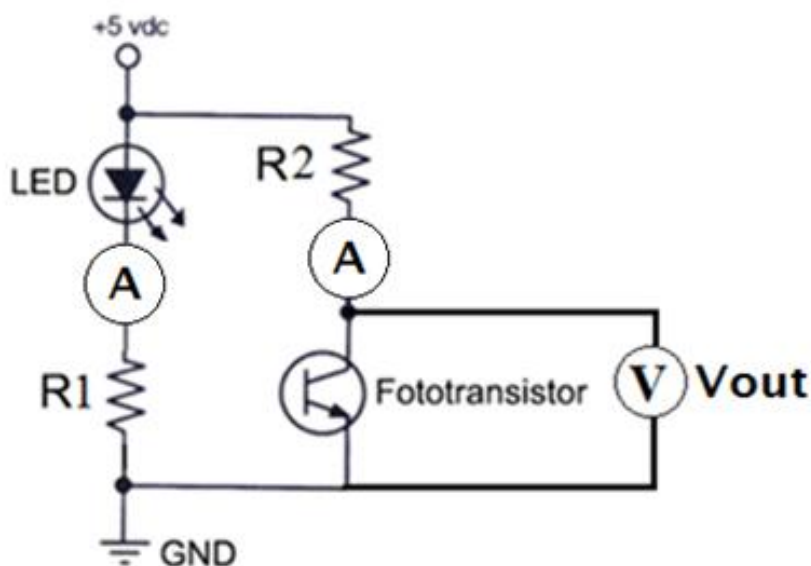 +5 vdc
LED
R2
A
A
R1
Fototransistor
V
Vout
GND